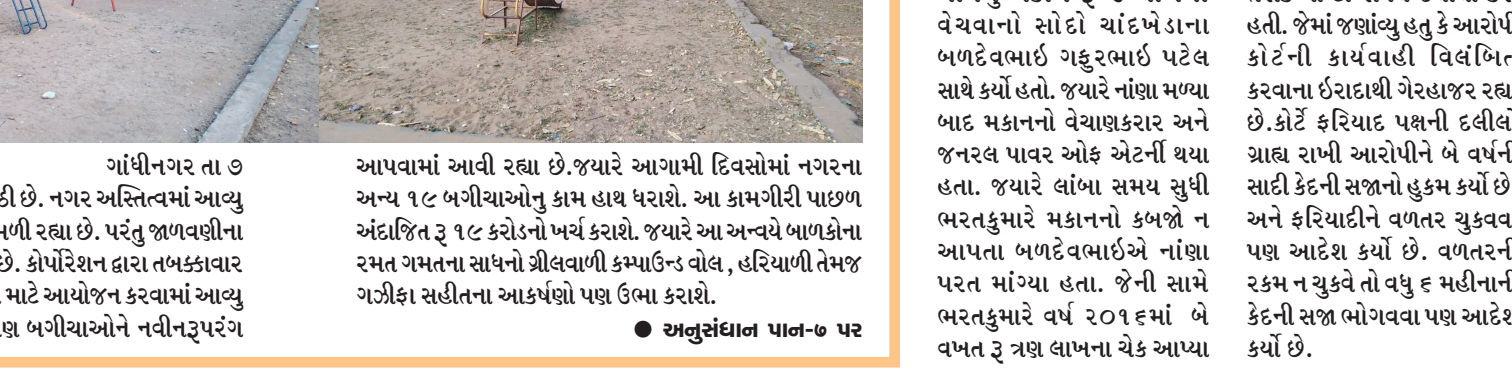 ગાંધીનગર તા ૭
ઠી છે. નગર અસ્તિત્વમાં આવ્યુ
મળી રહ્યા છે. પરંતુ જાળવણીના
છે. કોર્પોરેશન દ્વારા તબક્કાવાર
માટે આયોજન કરવામાં આવ્યુ
બગીચાઓને નવીનરૂપરંગ
આપવામાં આવી રહ્યા છે.જયારે આગામી દિવસોમાં નગરના
અન્ય ૧૯ બગીચાઓનુ કામ હાથ ધરાશે. આ કામગીરી પાછળ
અંદાજિત રૂ ૧૯ કરોડનો ખર્ચ કરાશે. જયારે આ અન્વયે બાળકોના
રમત ગમતના સાધનો ગ્રીલવાળી કમ્પાઉન્ડ વોલ , હરિયાળી તેમજ
ગઝીફા સહીતના આકર્ષણો પણ ઉભા કરાશે.
● અનુસંધાન પાન-૭ પર
વેચવાનો સોદો ચાંદખેડાના
બળદેવભાઇ ગફુરભાઇ પટેલ
સાથે કર્યો હતો. જયારે નાંણા મળ્યા
બાદ મકાનનો વેચાણકરાર અને
જનરલ પાવર ઓફ એટર્ની થયા
હતા. જયારે લાંબા સમય સુધી
ભરતકુમારે મકાનનો કબજો ન
આપતા બળદેવભાઇએ નાંણા
પરત માંગ્યા હતા. જેની સામે
ભરતકુમારે વર્ષ ૨૦૧૬માં બે
વખત રૂ ત્રણ લાખના ચેક આપ્યા
હતી. જેમાં જણાંવ્યુ હતુ કે આરોપી
કોર્ટની કાર્યવાહી વિલંબિત
કરવાના ઇરાદાથી ગેરહાજર રહ્યા
છે.કોર્ટે ફરિયાદ પક્ષની દલીલો
ગ્રાહ્ય રાખી આરોપીને બે વર્ષની
સાદી કેદની સજાનો હુકમ કર્યો છે
અને ફરિયાદીને વળતર ચુકવવા
પણ આદેશ કર્યો છે. વળતરની
રકમ ન ચુકવે તો વધુ ૬ મહીનાની
કેદની સજા ભોગવવા પણ આદેશ
કર્યો છે.